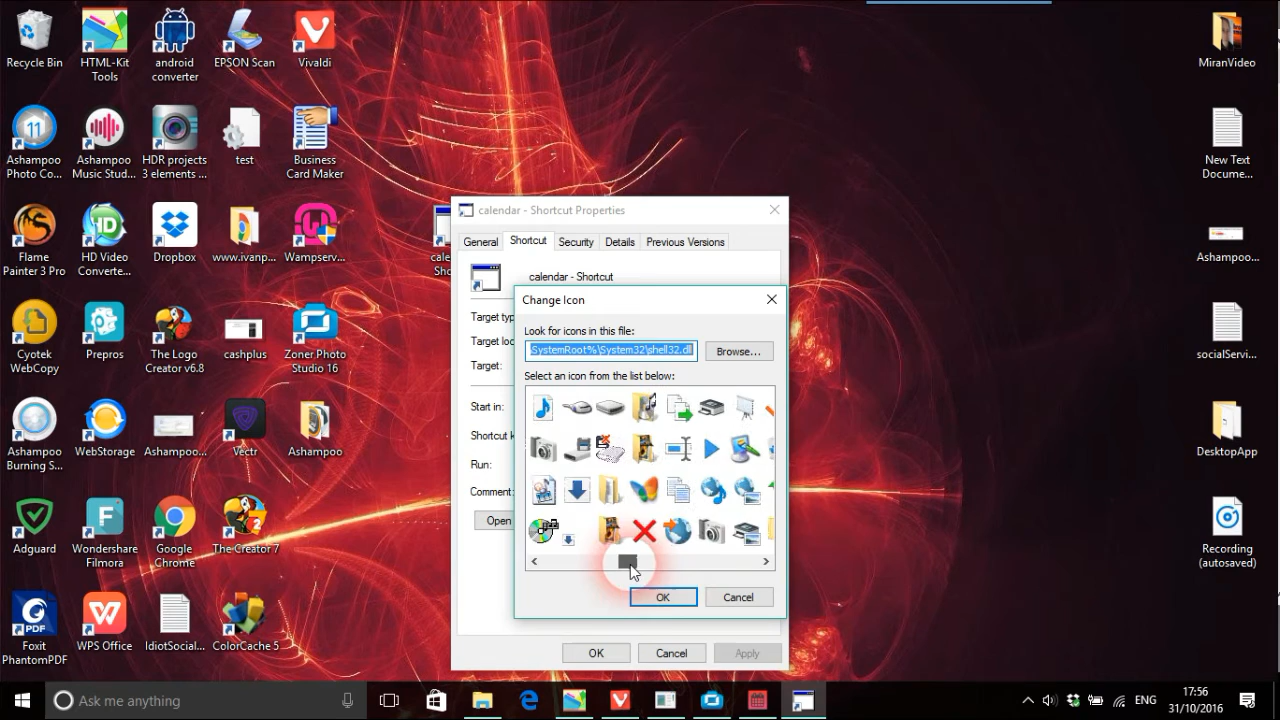 Recycle Bin
HTML-Kit
Tools
android
converter
EPSON Scan
Vivaldi
MiranVideo
11
Ashampoo
Photo Co...
Ashampoo
Music Stud...
HDR projects
3 elements ...
test
Business
Card Maker
New Text
Docume...
Flame
Painter 3 Pro
HD
HD Video
Converte...
Dropbox
www.ivanp...
Wampserv...
cale
Sho
Ashampoo...
Cyotek
WebCopy
Prepros
The Logo
Creator v6.8
cashplus
Zoner Photo
Studio 16
socialServi...
Ashampoo
Burning S...
WebStorage
Ashampoo...
Vectr
Ashampoo
DesktopApp
Adguard
Wondershare
Filmora
Google
Chrome
2
The Creator 7
Recording
(autosaved)
PDF
Foxit
PhantomPDF
WPS Office
IdiotSocial...
ColorCache 5
calendar - Shortcut Properties
General
Shortcut
Security
Details
Previous Versions
calendar - Shortcut
Target typ
Target loc
Target:
Start in:
Shortcut k
Run:
Comment:
Open
Change Icon
Look for icons in this file:
SystemRoot%\System32\shell32.dll
Browse...
Select an icon from the list below:
OK
Cancel
OK
Cancel
Apply
Ask me anything
ENG
17:56
31/10/2016